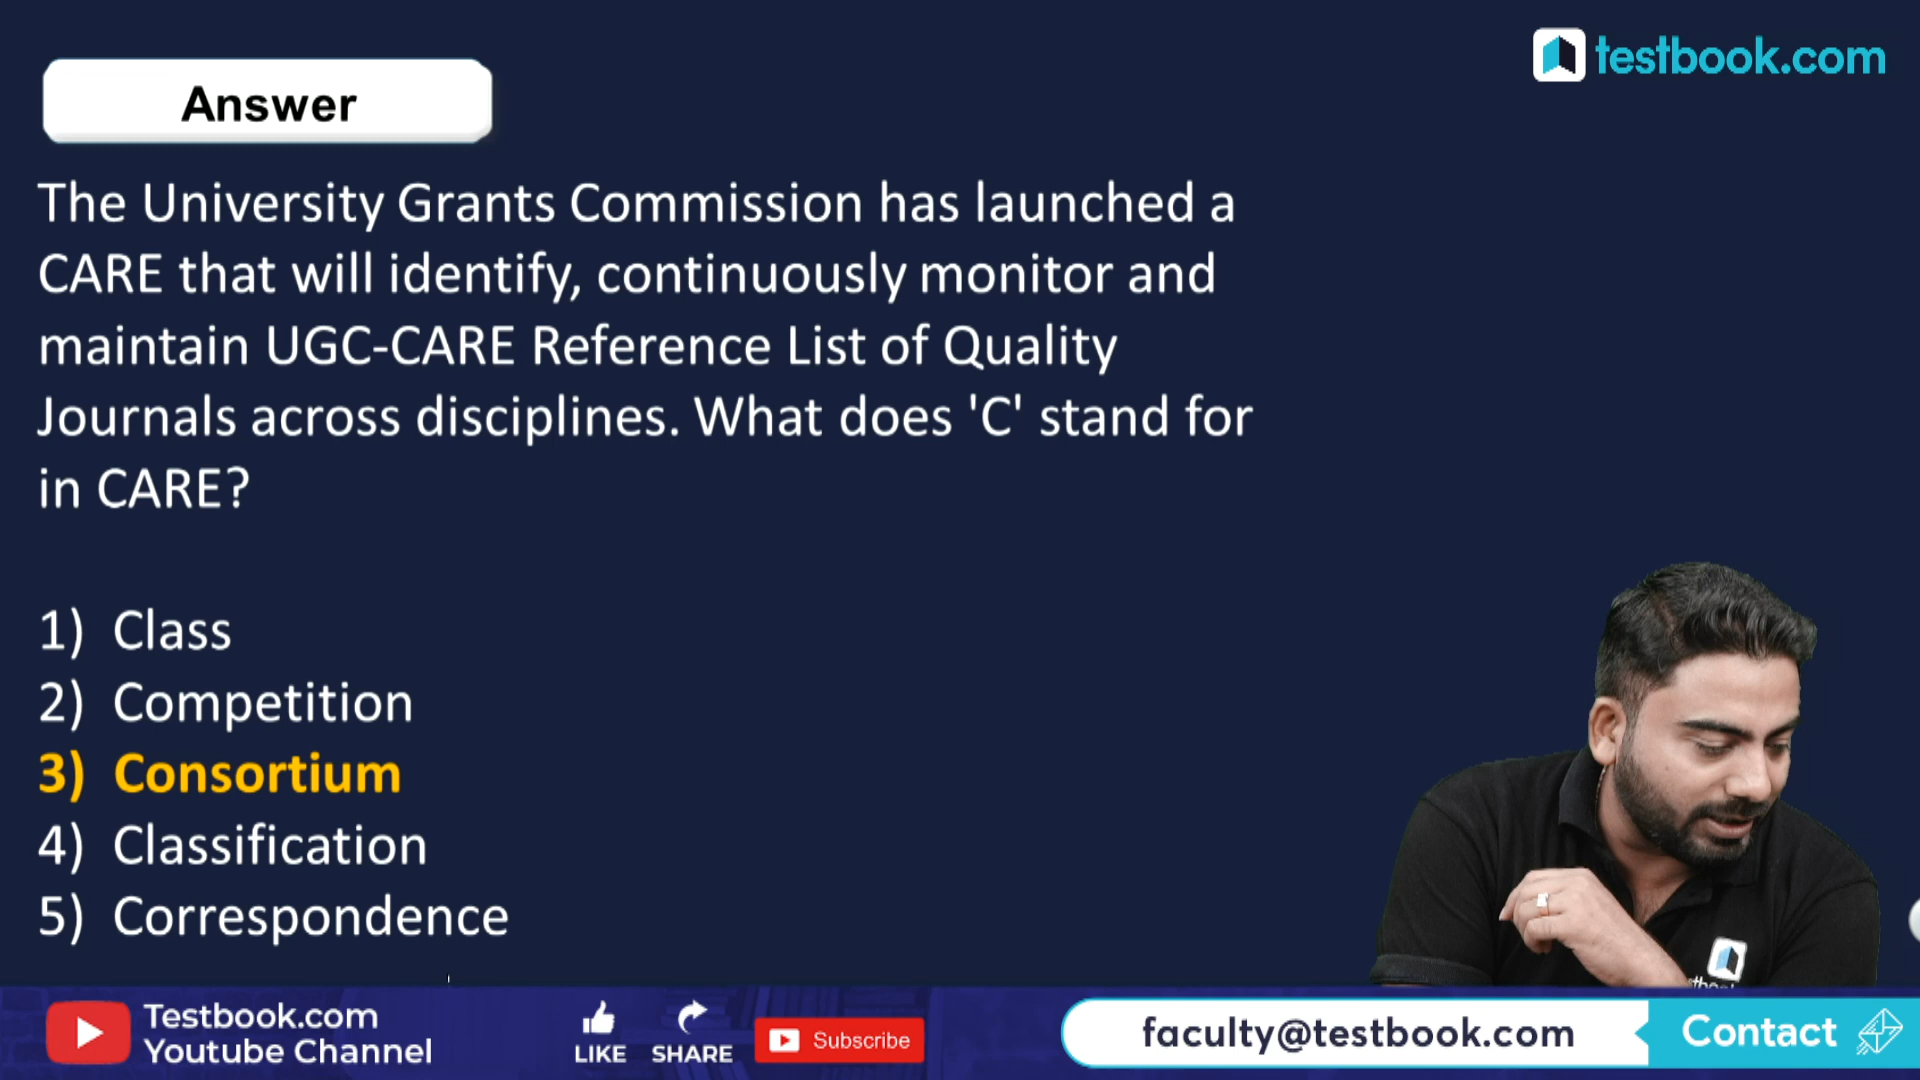 testbook.com
Answer
The University Grants Commission has launched a
CARE that will identify, continuously monitor and
maintain UGC-CARE Reference List of Quality
Journals across disciplines. What does 'C' stand for
in CARE?
1) Class
2) Competition
3) Consortium
4) Classification
5) Correspondence
Testbook.com
Youtube Channel
LIKE SHARE Subscribe
faculty@testbook.com
Contact